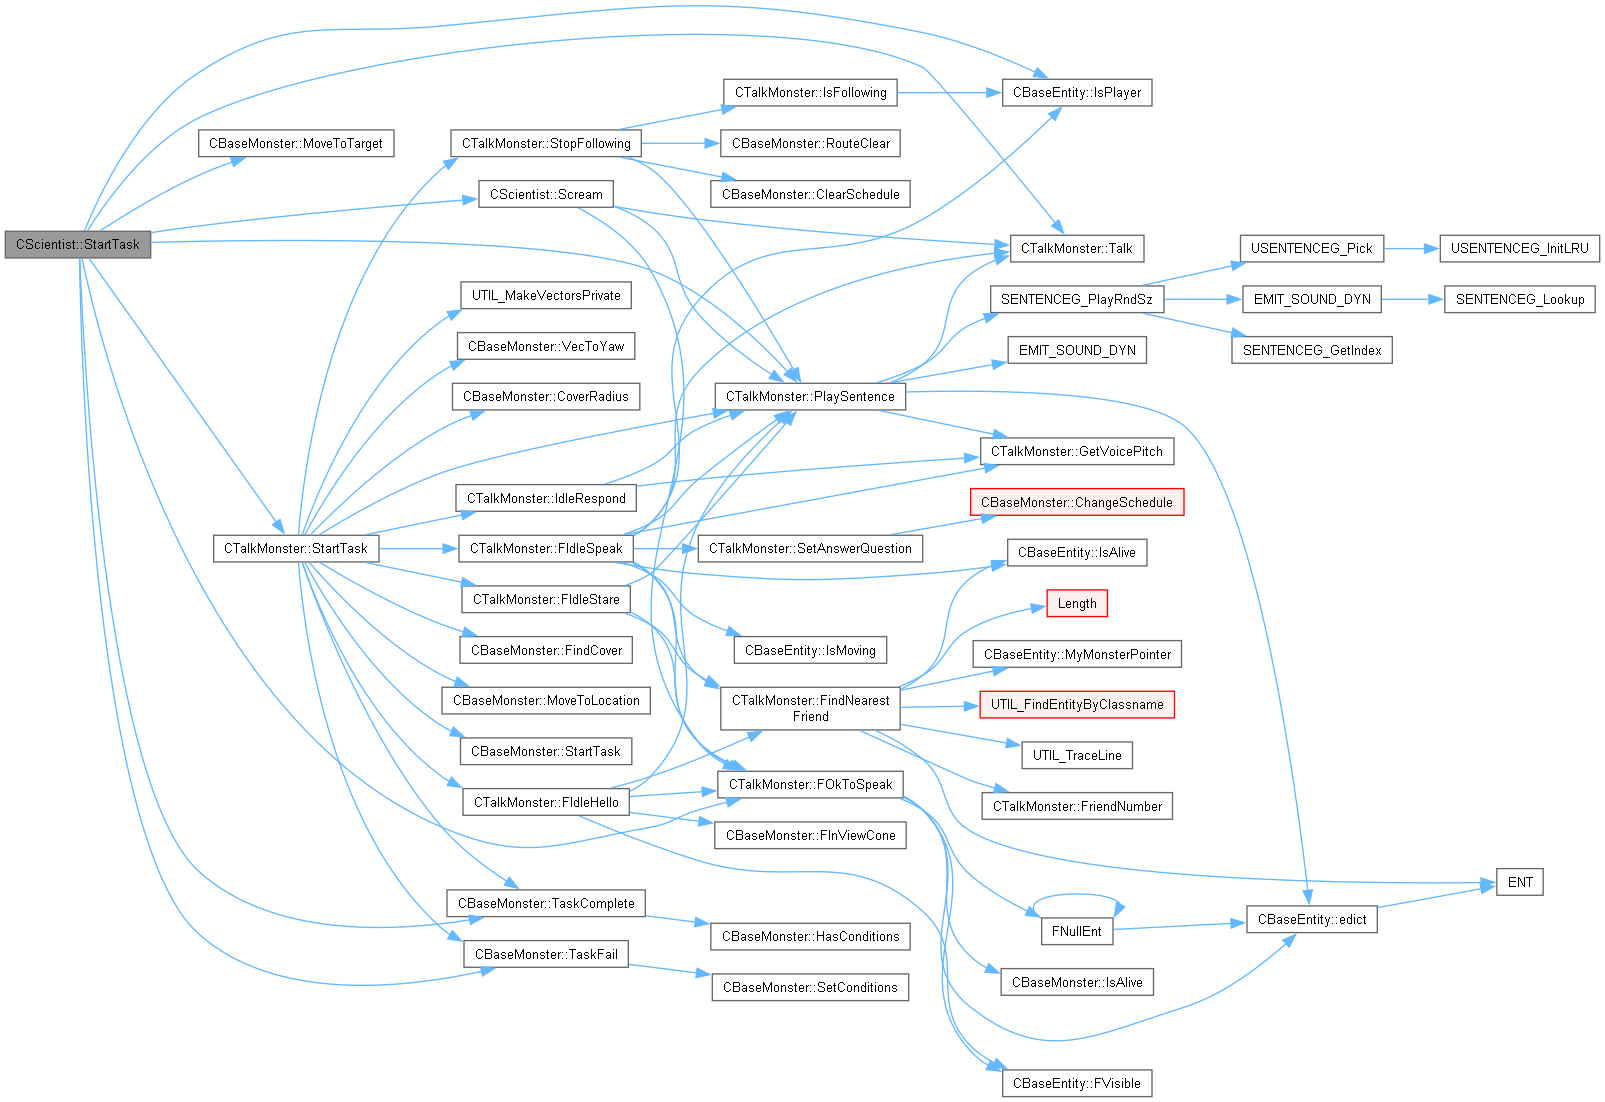 CScientist::StartTask
CBaseMonster::MoveToTarget
CTalkMonster::StartTask
CTalkMonster::StopFollowing
CScientist::Scream
UTIL_MakeVectorsPrivate
CBaseMonster::VecToYaw
CBaseMonster::CoverRadius
CTalkMonster::IdleRespond
CTalkMonster::FIdleSpeak
CTalkMonster::FIdleStare
CBaseMonster::FindCover
CBaseMonster::MoveToLocation
CBaseMonster::StartTask
CTalkMonster::FIdleHello
CBaseMonster::TaskComplete
CBaseMonster::TaskFail
CTalkMonster::IsFollowing
CBaseMonster::RouteClear
CBaseMonster::ClearSchedule
CTalkMonster::PlaySentence
CTalkMonster::SetAnswerQuestion
CBaseEntity::IsMoving
CTalkMonster::FindNearest
Friend
CTalkMonster::FOkToSpeak
CBaseMonster::FInViewCone
CBaseMonster::HasConditions
CBaseMonster::SetConditions
CBaseEntity::IsPlayer
CTalkMonster::Talk
SENTENCEG_PlayRndSz
EMIT_SOUND_DYN
CTalkMonster::GetVoicePitch
CBaseMonster::ChangeSchedule
CBaseEntity::IsAlive
Length
CBaseEntity::MyMonsterPointer
UTIL_FindEntityByClassname
UTIL_TraceLine
CTalkMonster::FriendNumber
FNullEnt
CBaseMonster::IsAlive
CBaseEntity::FVisible
USENTENCEG_Pick
EMIT_SOUND_DYN
SENTENCEG_GetIndex
CBaseEntity::edict
USENTENCEG_InitLRU
SENTENCEG_Lookup
ENT